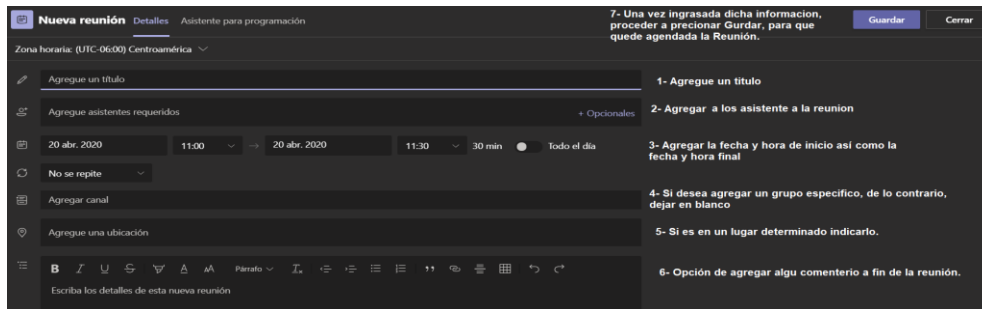 Nueva reunión Detalles Asistente para programación
7- Una vez ingresada dicha informacion,
proceder a precionar Gurdar, para que
quede agendada la Reunión.
Guardar Cerrar
Zona horaria: (UTC-06:00) Centroamérica
Agregue un título
1- Agregue un titulo
Agregue asistentes requeridos + Opcionales
2- Agregar a los asistente a la reunion
20 abr. 2020 11:00 → 20 abr. 2020 11:30 30 min Todo el día
3- Agregar la fecha y hora de inicio así como la
fecha y hora final
No se repite
Agregar canal
4- Si desea agregar un grupo especifico, de lo contrario,
dejar en blanco
Agregue una ubicación
5- Si es en un lugar determinado indicarlo.
B I U S A AA Párrafo
6- Opción de agregar algu comenterio a fin de la reunión.
Escriba los detalles de esta nueva reunión